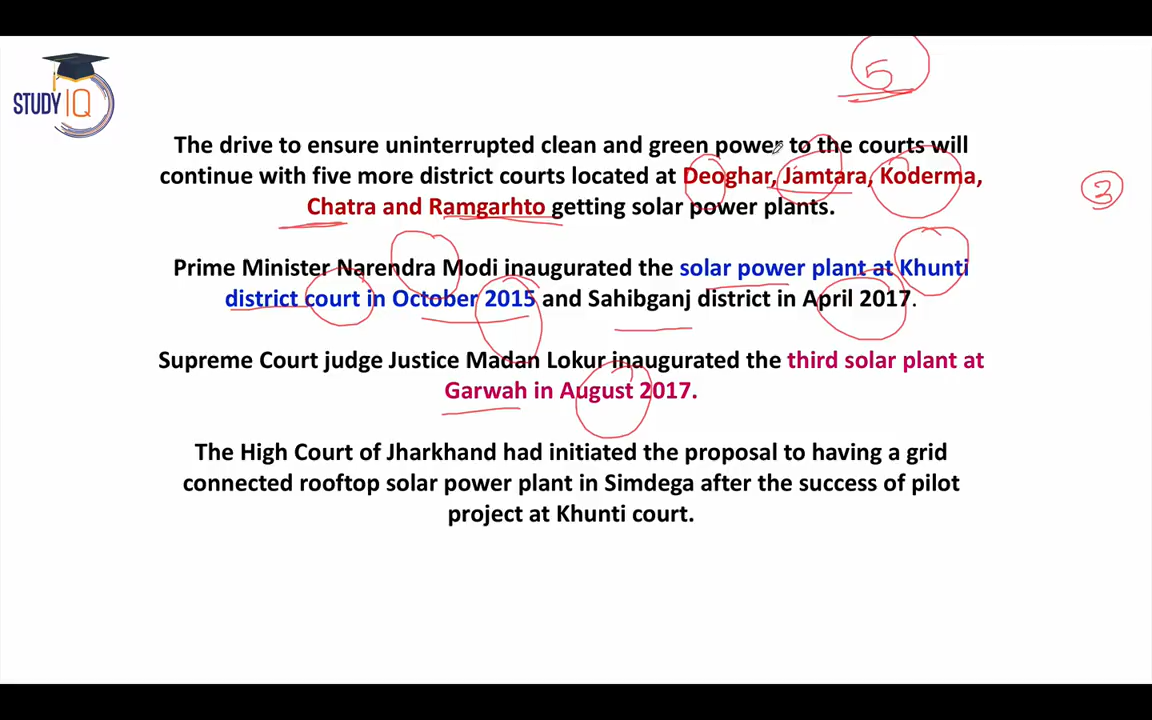 5
STUDY IQ
The drive to ensure uninterrupted clean and green power to the courts will
continue with five more district courts located at Deoghar, Jamtara, Koderma,
Chatra and Ramgarhto getting solar power plants.
3
Prime Minister Narendra Modi inaugurated the solar power plant at Khunti
district court in October 2015 and Sahibganj district in April 2017.
Supreme Court judge Justice Madan Lokur inaugurated the third solar plant at
Garwah in August 2017.
The High Court of Jharkhand had initiated the proposal to having a grid
connected rooftop solar power plant in Simdega after the success of pilot
project at Khunti court.